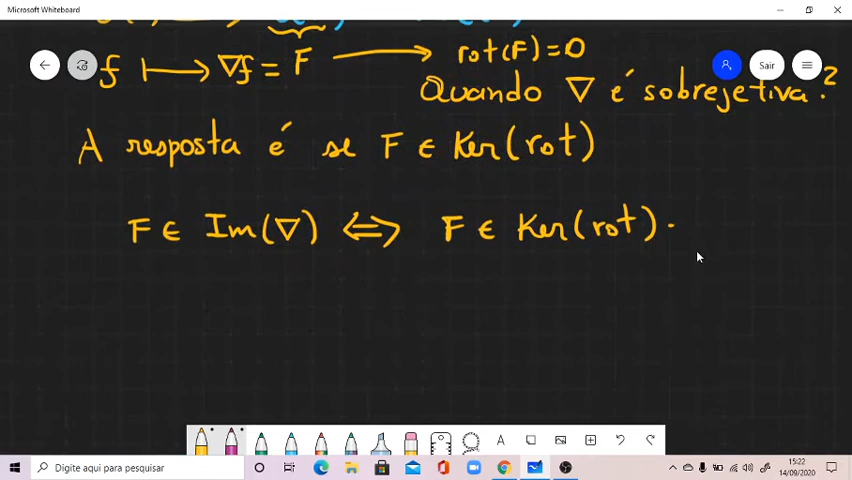 Microsoft Whiteboard
f ⟼ ∇f = F ⟶ rot(F) = 0
Sair
Quando ∇ é sobrejetiva?
A resposta é se F ∈ Ker(rot)
F ∈ Im(∇) ⟺ F ∈ Ker(rot).
A
Digite aqui para pesquisar
15:22
14/09/2020